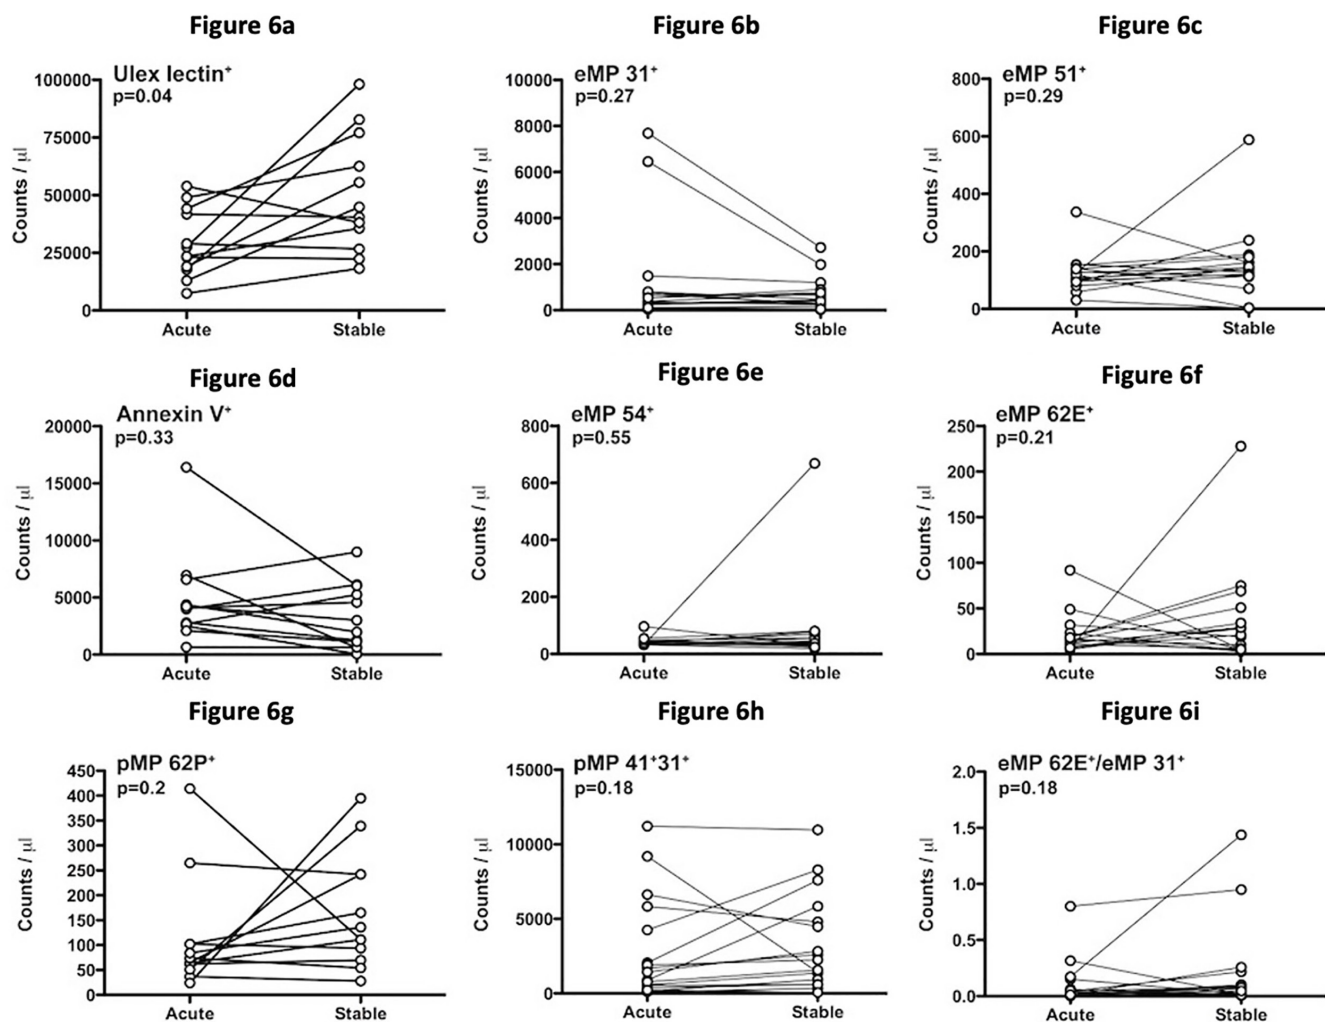 Figure 6a
Ulex lectin⁺
p=0.04
100000
75000
50000
25000
0
Counts / µl
Acute Stable
Figure 6b
eMP 31⁺
p=0.27
10000
8000
6000
4000
2000
0
Counts / µl
Acute Stable
Figure 6c
eMP 51⁺
p=0.29
800
600
400
200
0
Counts / µl
Acute Stable
Figure 6d
Annexin V⁺
p=0.33
20000
15000
10000
5000
0
Counts / µl
Acute Stable
Figure 6e
eMP 54⁺
p=0.55
800
600
400
200
0
Counts / µl
Acute Stable
Figure 6f
eMP 62E⁺
p=0.21
250
200
150
100
50
0
Counts / µl
Acute Stable
Figure 6g
pMP 62P⁺
p=0.2
450
400
350
300
250
200
150
100
50
0
Counts / µl
Acute Stable
Figure 6h
pMP 41⁺31⁺
p=0.18
15000
10000
5000
0
Counts / µl
Acute Stable
Figure 6i
eMP 62E⁺/eMP 31⁺
p=0.18
2.0
1.5
1.0
0.5
0.0
Counts / µl
Acute Stable